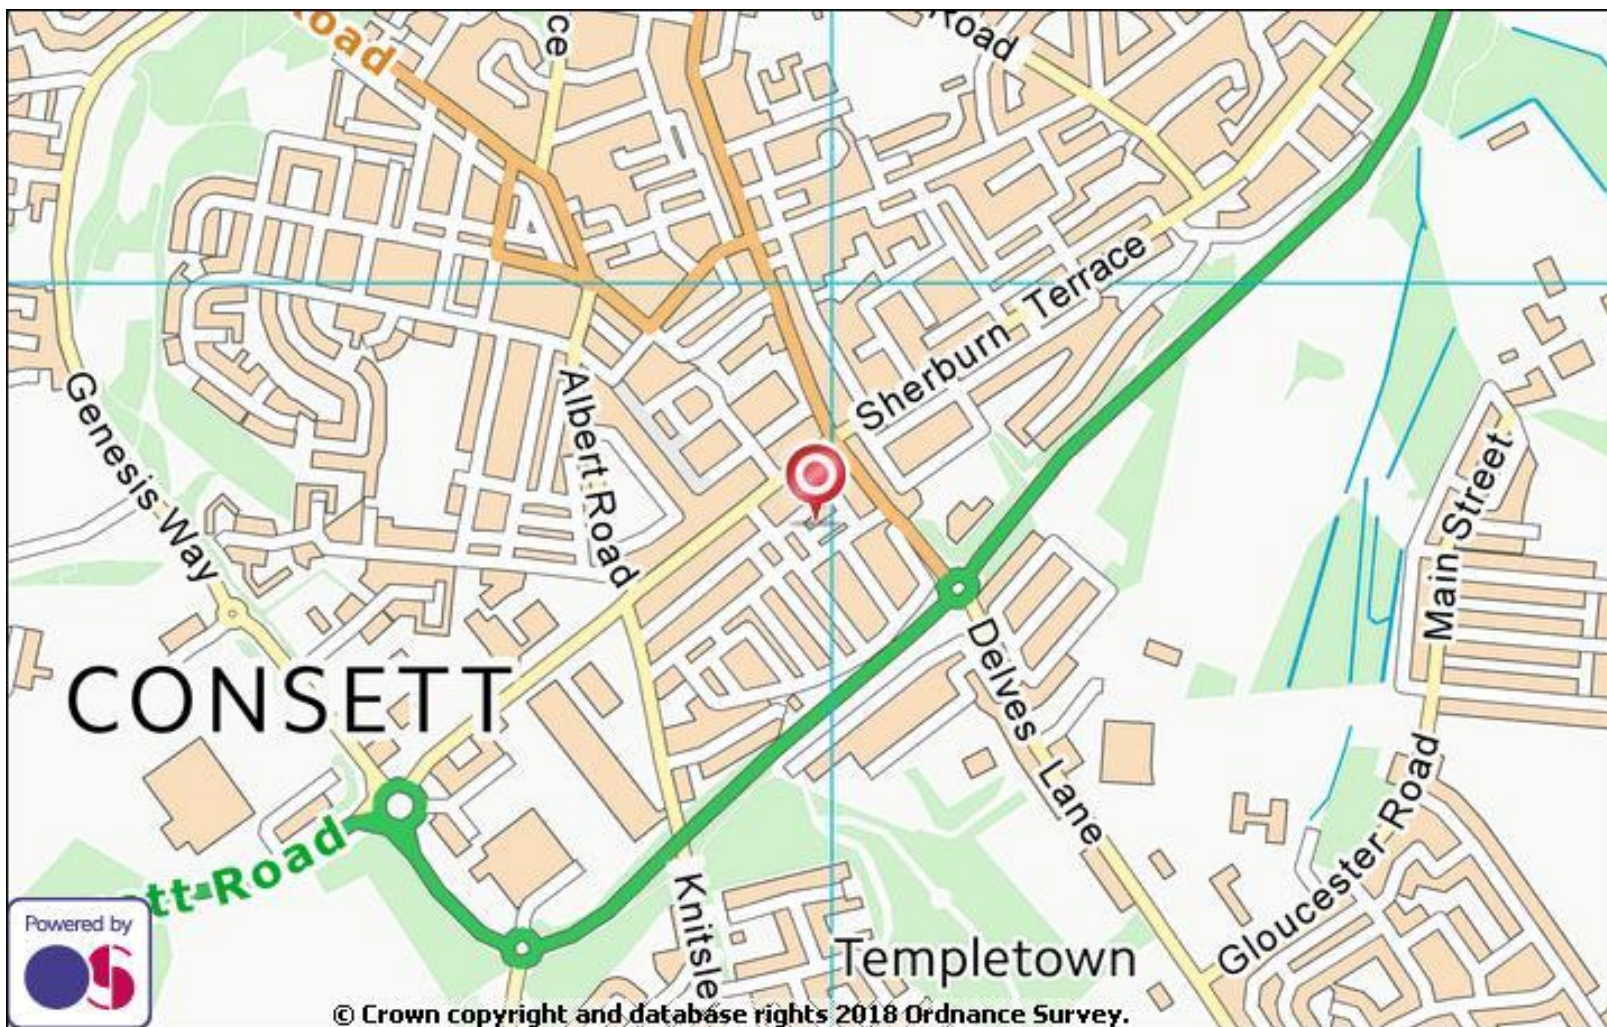 Road
ce
Road
Sherburn Terrace
Genesis Way
Albert Road
Main Street
CONSETT
Delves Lane
tt Road
Gloucester Road
Knitsle
Templetown
Powered by
OS
© Crown copyright and database rights 2018 Ordnance Survey.